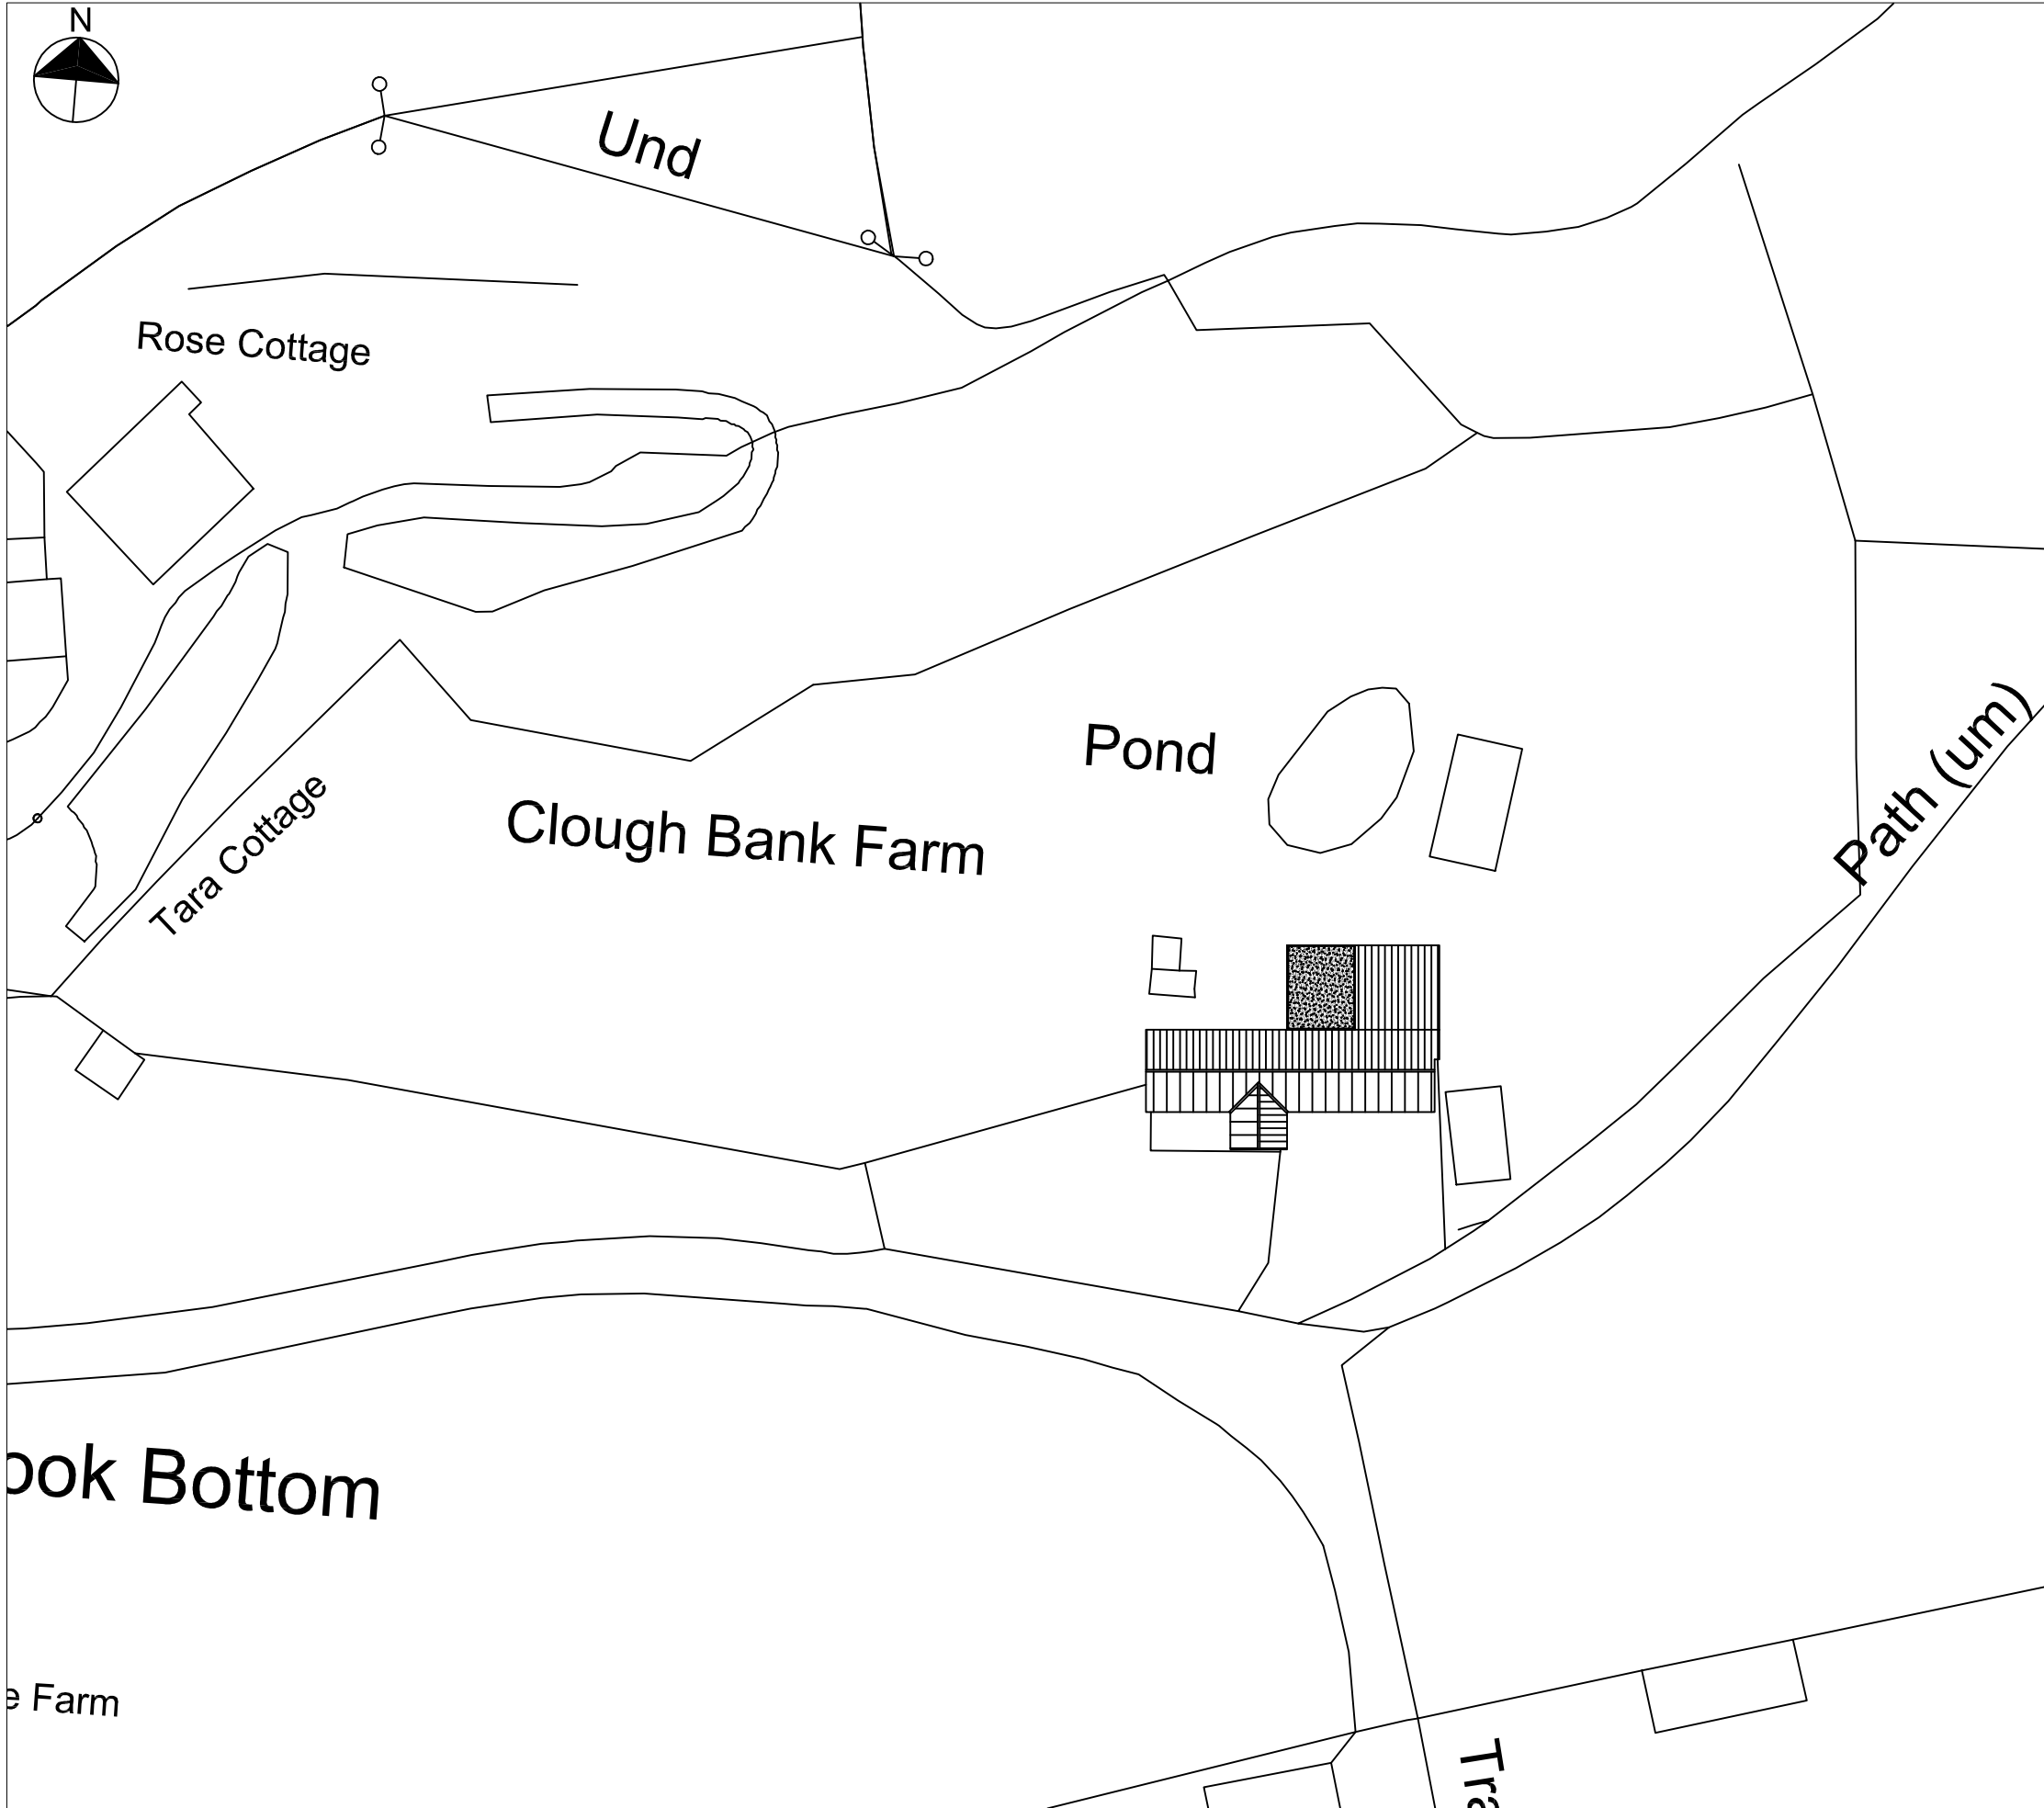 N
Und
Rose Cottage
Pond
Path (um)
Clough Bank Farm
Tara Cottage
ook Bottom
e Farm
Tra